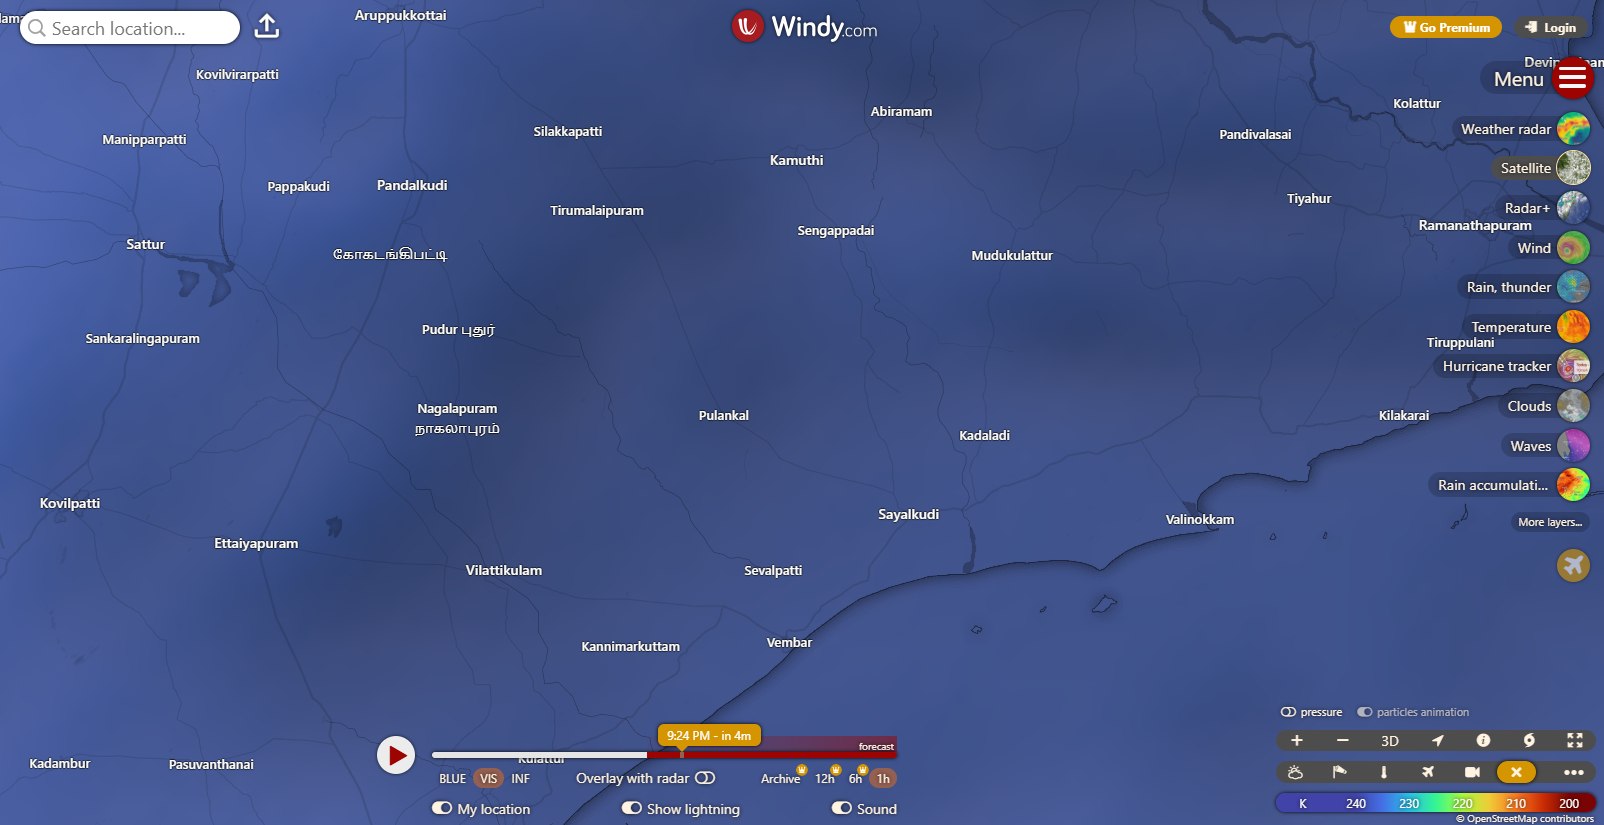 Aruppukkottai
Search location...
Windy.com
Go Premium
Login
Menu
Kovilvirarpatti
Kolattur
Abiramam
Weather radar
Silakkapatti
Pandivalasai
Manipparpatti
Kamuthi
Satellite
Pappakudi
Pandalkudi
Tiyahur
Radar+
Tirumalaipuram
Ramanathapuram
Sengappadai
Sattur
Wind
கோகடங்கிபட்டி
Mudukulattur
Rain, thunder
Temperature
Pudur புதூர்
Sankaralingapuram
Tiruppulani
Hurricane tracker
Clouds
Nagalapuram
நாகலாபுரம்
Pulankal
Kilakarai
Kadaladi
Waves
Rain accumulati...
Kovilpatti
Sayalkudi
Valinokkam
More layers...
Ettaiyapuram
Vilattikulam
Sevalpatti
Kannimarkuttam
Vembar
pressure
particles animation
9:24 PM - in 4m
forecast
3D
Kadambur
Pasuvanthanai
Kulattur
BLUE VIS INF
Overlay with radar
Archive 12h 6h 1h
My location
Show lightning
Sound
K 240 230 220 210 200
© OpenStreetMap contributors